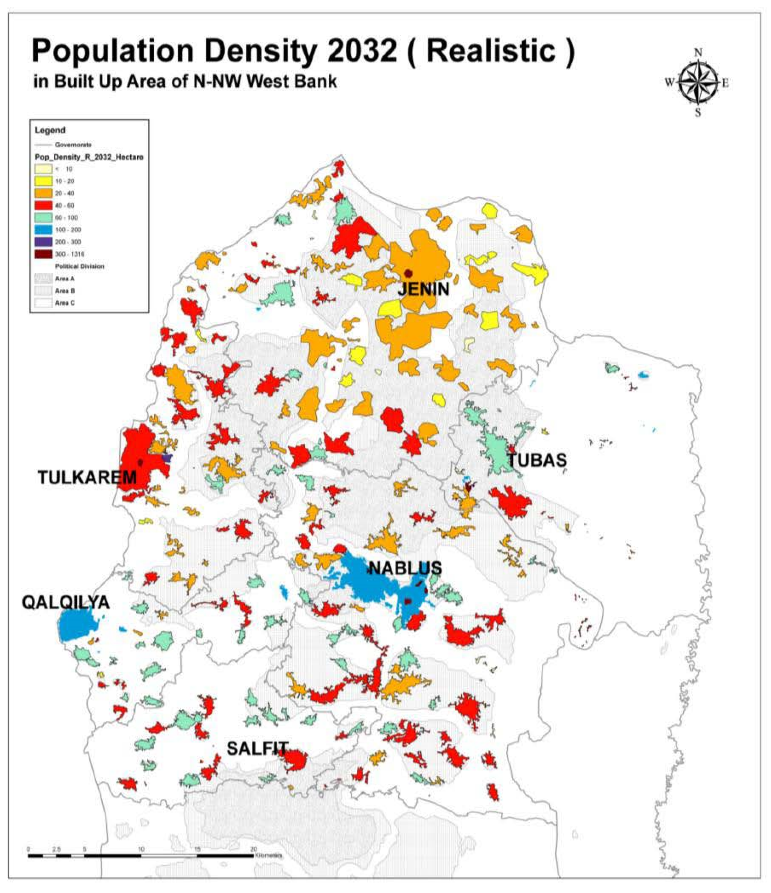 Population Density 2032 ( Realistic )
in Built Up Area of N-NW West Bank
N
W E
S
Legend
Governorate
Pop_Density_R_2032_Hectare
< 10
10 - 20
20 - 40
40 - 60
60 - 100
100 - 200
200 - 300
300 - 1316
Political Division
Area A
Area B
Area C
JENIN
TUBAS
TULKAREM
NABLUS
QALQILYA
SALFIT
0 2.5 5 10 15 20
Kilometers